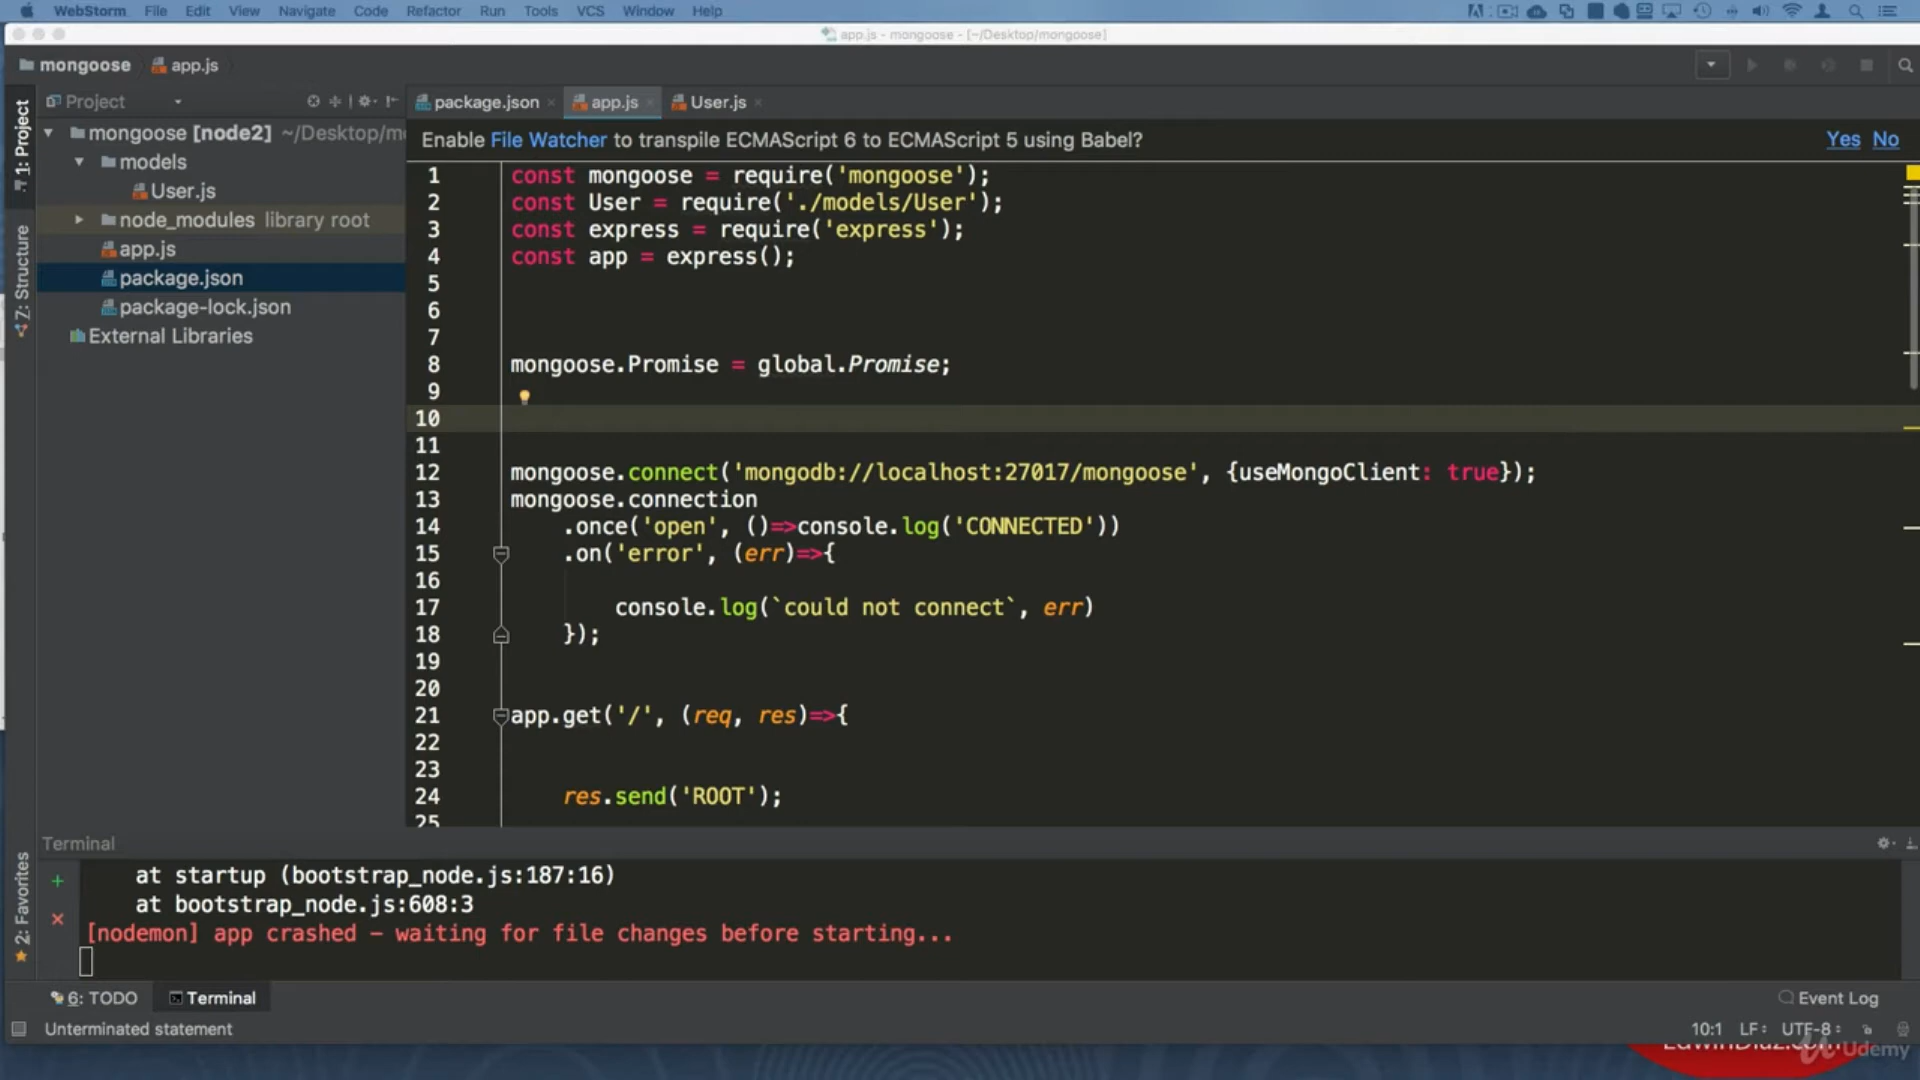 WebStorm File Edit View Navigate Code Refactor Run Tools VCS Window Help
app.js - mongoose - [~/Desktop/mongoose]
mongoose app.js
Project
package.json app.js User.js
1: Project
Z: Structure
2: Favorites
mongoose [node2] ~/Desktop/m
models
User.js
node_modules library root
app.js
package.json
package-lock.json
External Libraries
Enable File Watcher to transpile ECMAScript 6 to ECMAScript 5 using Babel? Yes No
1 const mongoose = require('mongoose');
2 const User = require('./models/User');
3 const express = require('express');
4 const app = express();
5
6
7
8 mongoose.Promise = global.Promise;
9
10
11
12 mongoose.connect('mongodb://localhost:27017/mongoose', {useMongoClient: true});
13 mongoose.connection
14 .once('open', ()=>console.log('CONNECTED'))
15 .on('error', (err)=>{
16
17 console.log(`could not connect`, err)
18 });
19
20
21 app.get('/', (req, res)=>{
22
23
24 res.send('ROOT');
25
Terminal
at startup (bootstrap_node.js:187:16)
at bootstrap_node.js:608:3
[nodemon] app crashed - waiting for file changes before starting...
6: TODO Terminal Event Log
Unterminated statement 10:1 LF: UTF-8:
EdwinDiaz.com
Udemy